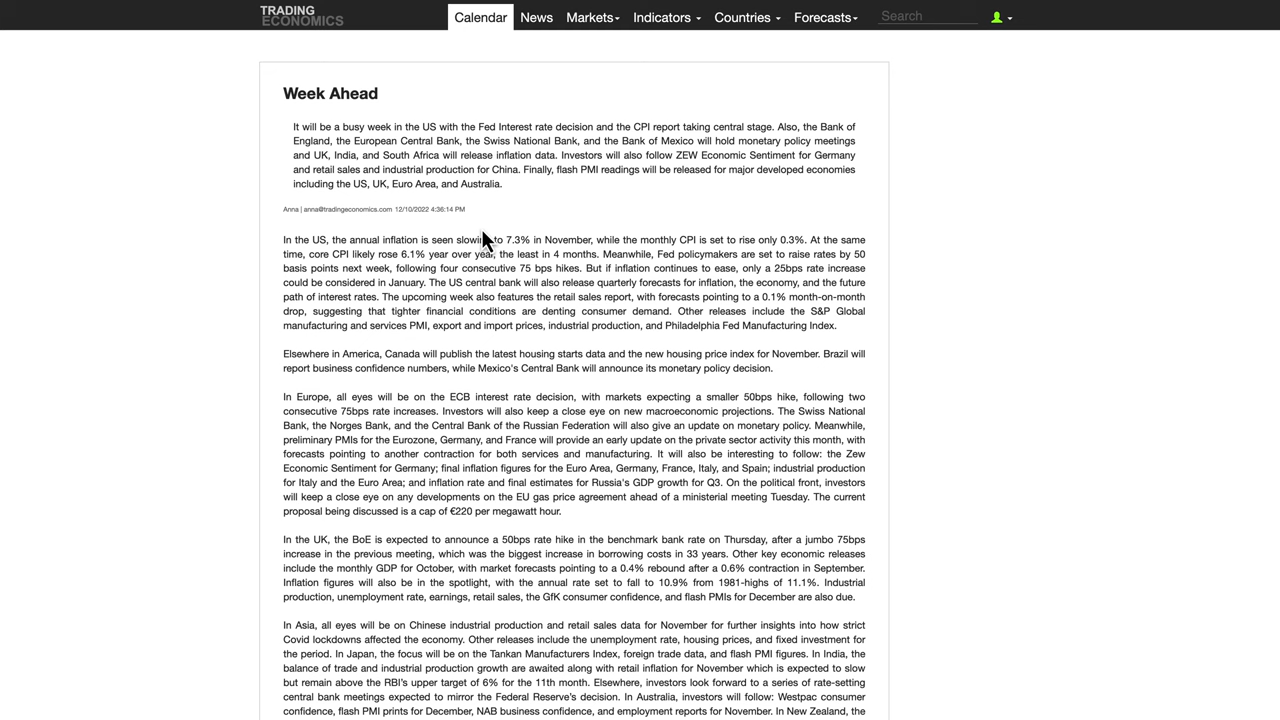 TRADING
ECONOMICS
Calendar News Markets Indicators Countries Forecasts Search
Week Ahead
It will be a busy week in the US with the Fed Interest rate decision and the CPI report taking central stage. Also, the Bank of
England, the European Central Bank, the Swiss National Bank, and the Bank of Mexico will hold monetary policy meetings
and UK, India, and South Africa will release inflation data. Investors will also follow ZEW Economic Sentiment for Germany
and retail sales and industrial production for China. Finally, flash PMI readings will be released for major developed economies
including the US, UK, Euro Area, and Australia.
Anna | anna@tradingeconomics.com 12/10/2022 4:36:14 PM
In the US, the annual inflation is seen slowing to 7.3% in November, while the monthly CPI is set to rise only 0.3%. At the same
time, core CPI likely rose 6.1% year over year, the least in 4 months. Meanwhile, Fed policymakers are set to raise rates by 50
basis points next week, following four consecutive 75 bps hikes. But if inflation continues to ease, only a 25bps rate increase
could be considered in January. The US central bank will also release quarterly forecasts for inflation, the economy, and the future
path of interest rates. The upcoming week also features the retail sales report, with forecasts pointing to a 0.1% month-on-month
drop, suggesting that tighter financial conditions are denting consumer demand. Other releases include the S&P Global
manufacturing and services PMI, export and import prices, industrial production, and Philadelphia Fed Manufacturing Index.
Elsewhere in America, Canada will publish the latest housing starts data and the new housing price index for November. Brazil will
report business confidence numbers, while Mexico's Central Bank will announce its monetary policy decision.
In Europe, all eyes will be on the ECB interest rate decision, with markets expecting a smaller 50bps hike, following two
consecutive 75bps rate increases. Investors will also keep a close eye on new macroeconomic projections. The Swiss National
Bank, the Norges Bank, and the Central Bank of the Russian Federation will also give an update on monetary policy. Meanwhile,
preliminary PMIs for the Eurozone, Germany, and France will provide an early update on the private sector activity this month, with
forecasts pointing to another contraction for both services and manufacturing. It will also be interesting to follow: the Zew
Economic Sentiment for Germany; final inflation figures for the Euro Area, Germany, France, Italy, and Spain; industrial production
for Italy and the Euro Area; and inflation rate and final estimates for Russia's GDP growth for Q3. On the political front, investors
will keep a close eye on any developments on the EU gas price agreement ahead of a ministerial meeting Tuesday. The current
proposal being discussed is a cap of €220 per megawatt hour.
In the UK, the BoE is expected to announce a 50bps rate hike in the benchmark bank rate on Thursday, after a jumbo 75bps
increase in the previous meeting, which was the biggest increase in borrowing costs in 33 years. Other key economic releases
include the monthly GDP for October, with market forecasts pointing to a 0.4% rebound after a 0.6% contraction in September.
Inflation figures will also be in the spotlight, with the annual rate set to fall to 10.9% from 1981-highs of 11.1%. Industrial
production, unemployment rate, earnings, retail sales, the GfK consumer confidence, and flash PMIs for December are also due.
In Asia, all eyes will be on Chinese industrial production and retail sales data for November for further insights into how strict
Covid lockdowns affected the economy. Other releases include the unemployment rate, housing prices, and fixed investment for
the period. In Japan, the focus will be on the Tankan Manufacturers Index, foreign trade data, and flash PMI figures. In India, the
balance of trade and industrial production growth are awaited along with retail inflation for November which is expected to slow
but remain above the RBI's upper target of 6% for the 11th month. Elsewhere, investors look forward to a series of rate-setting
central bank meetings expected to mirror the Federal Reserve's decision. In Australia, investors will follow: Westpac consumer
confidence, flash PMI prints for December, NAB business confidence, and employment reports for November. In New Zealand, the